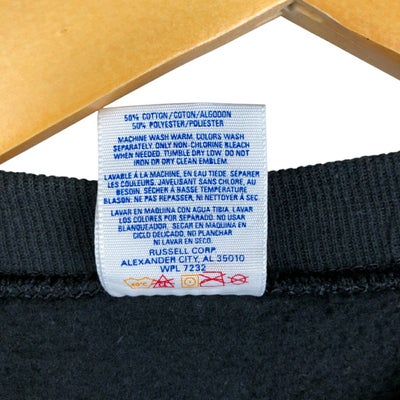 50% COTTON/COTON/ALGODON
50% POLYESTER/POLIESTER
MACHINE WASH WARM. COLORS WASH
SEPARATELY. ONLY NON-CHLORINE BLEACH
WHEN NEEDED. TUMBLE DRY LOW. DO NOT
IRON OR DRY CLEAN EMBLEM.
LAVABLE À LA MACHINE, EN EAU TIÈDE. SÉPARER
LES COULEURS. JAVELISANT SANS CHLORE, AU
BESOIN. SÉCHER À BASSE TEMPERATURE
BLASON: NE PAS REPASSER, NI NETTOYER À SEC
LAVAR EN MAQUINA CON AGUA TIBIA. LAVAR
LOS COLORES POR SEPARADO. NO USAR
BLANQUEADOR. SECAR EN MAQUINA EN
CICLO DELICADO. NO PLANCHAR
NI LAVAR EN SECO.
RUSSELL CORP.
ALEXANDER CITY, AL 35010
WPL 7232
40°C